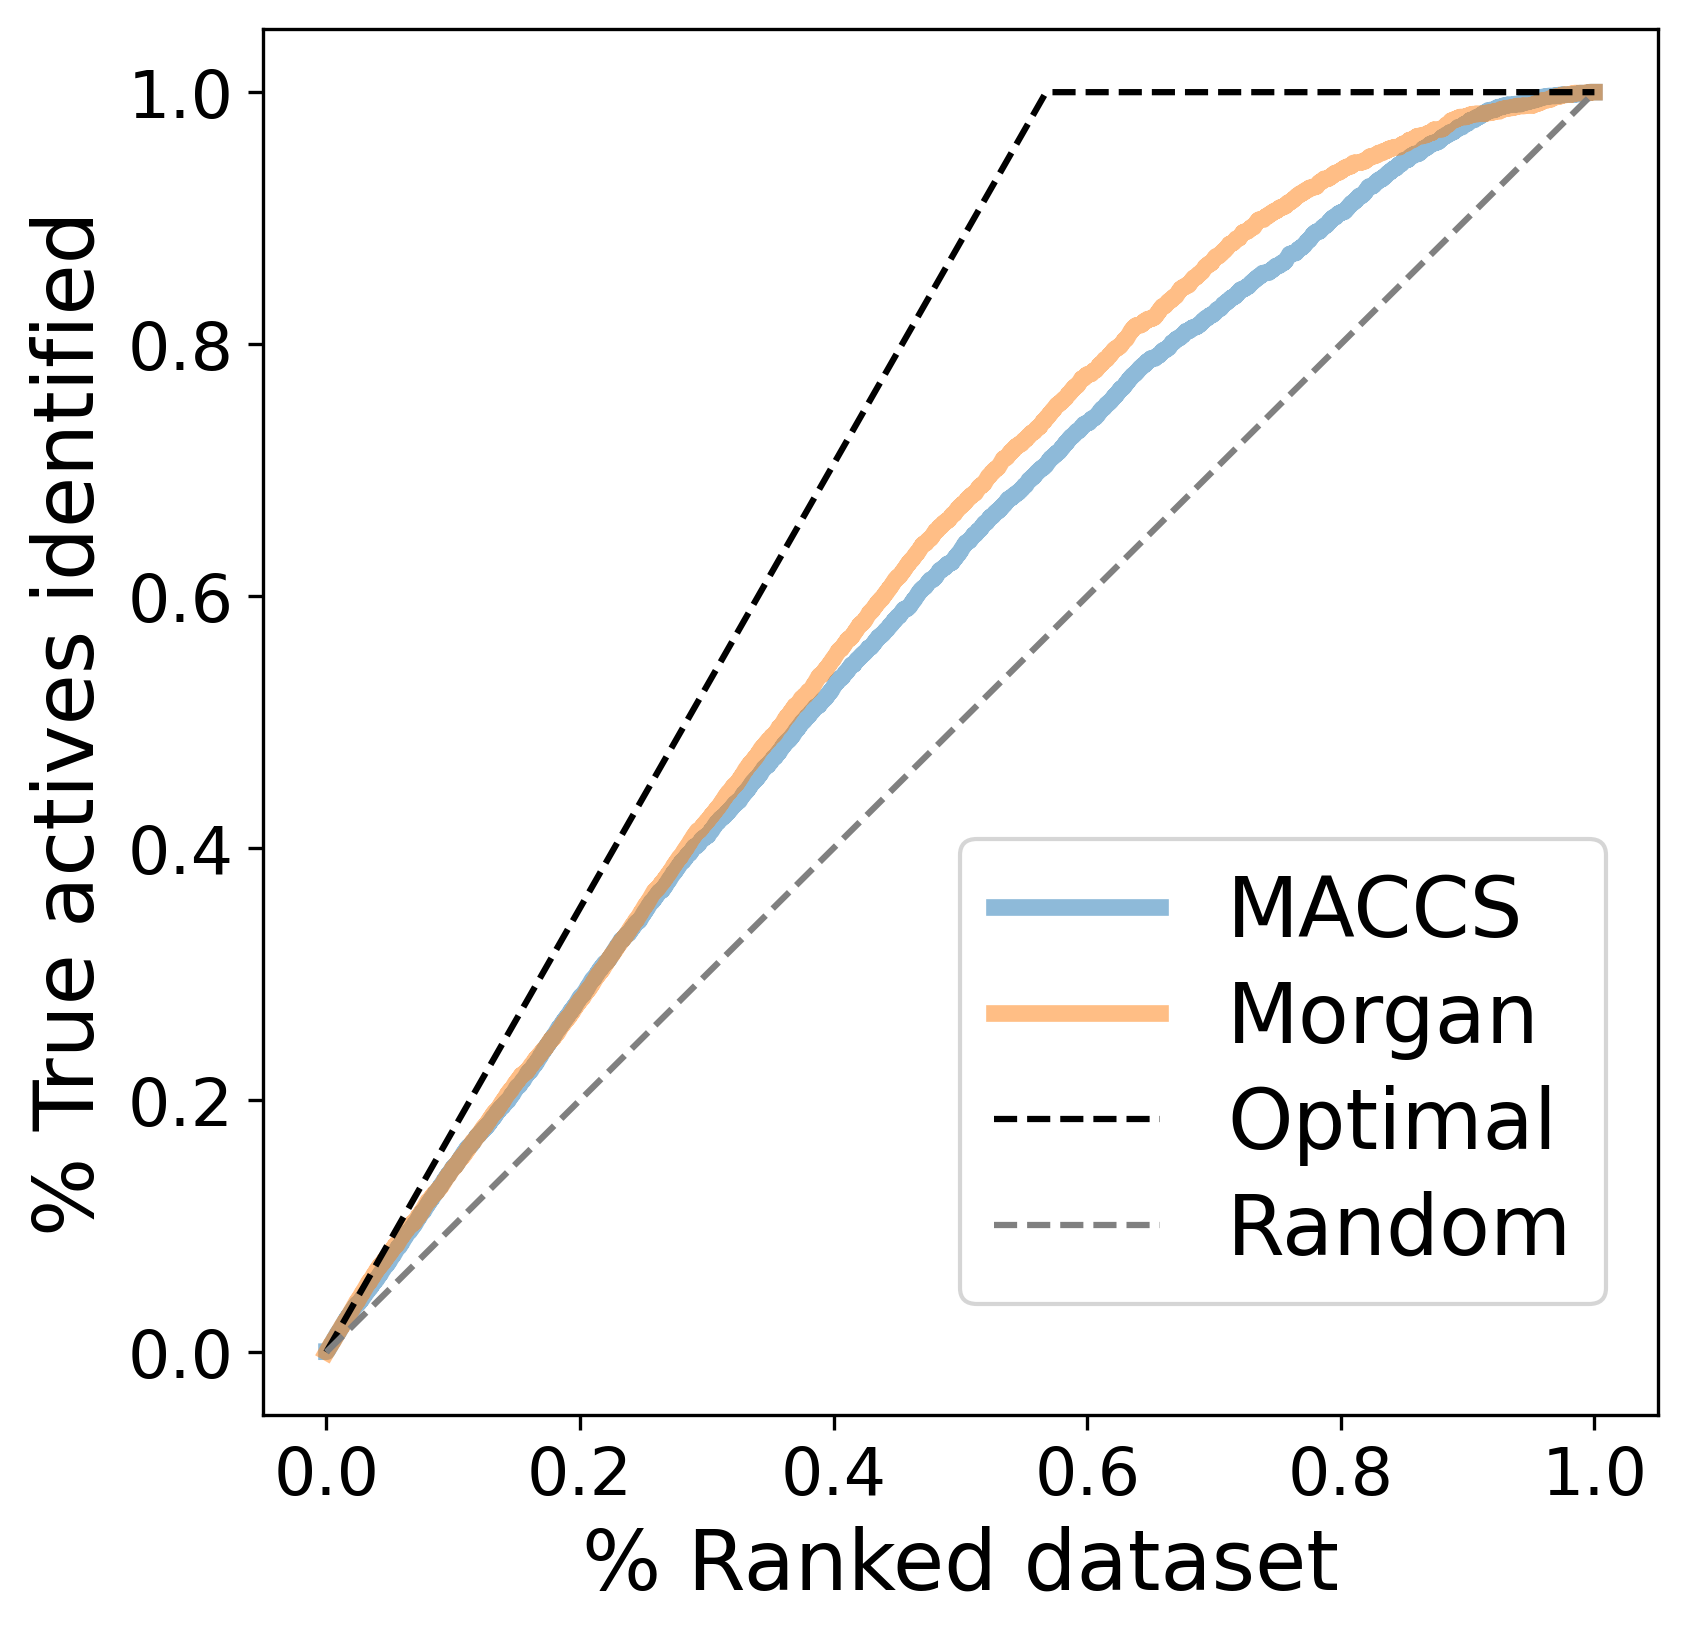 % True actives identified
1.0
0.8
0.6
0.4
0.2
0.0
MACCS
Morgan
Optimal
Random
0.0 0.2 0.4 0.6 0.8 1.0
% Ranked dataset